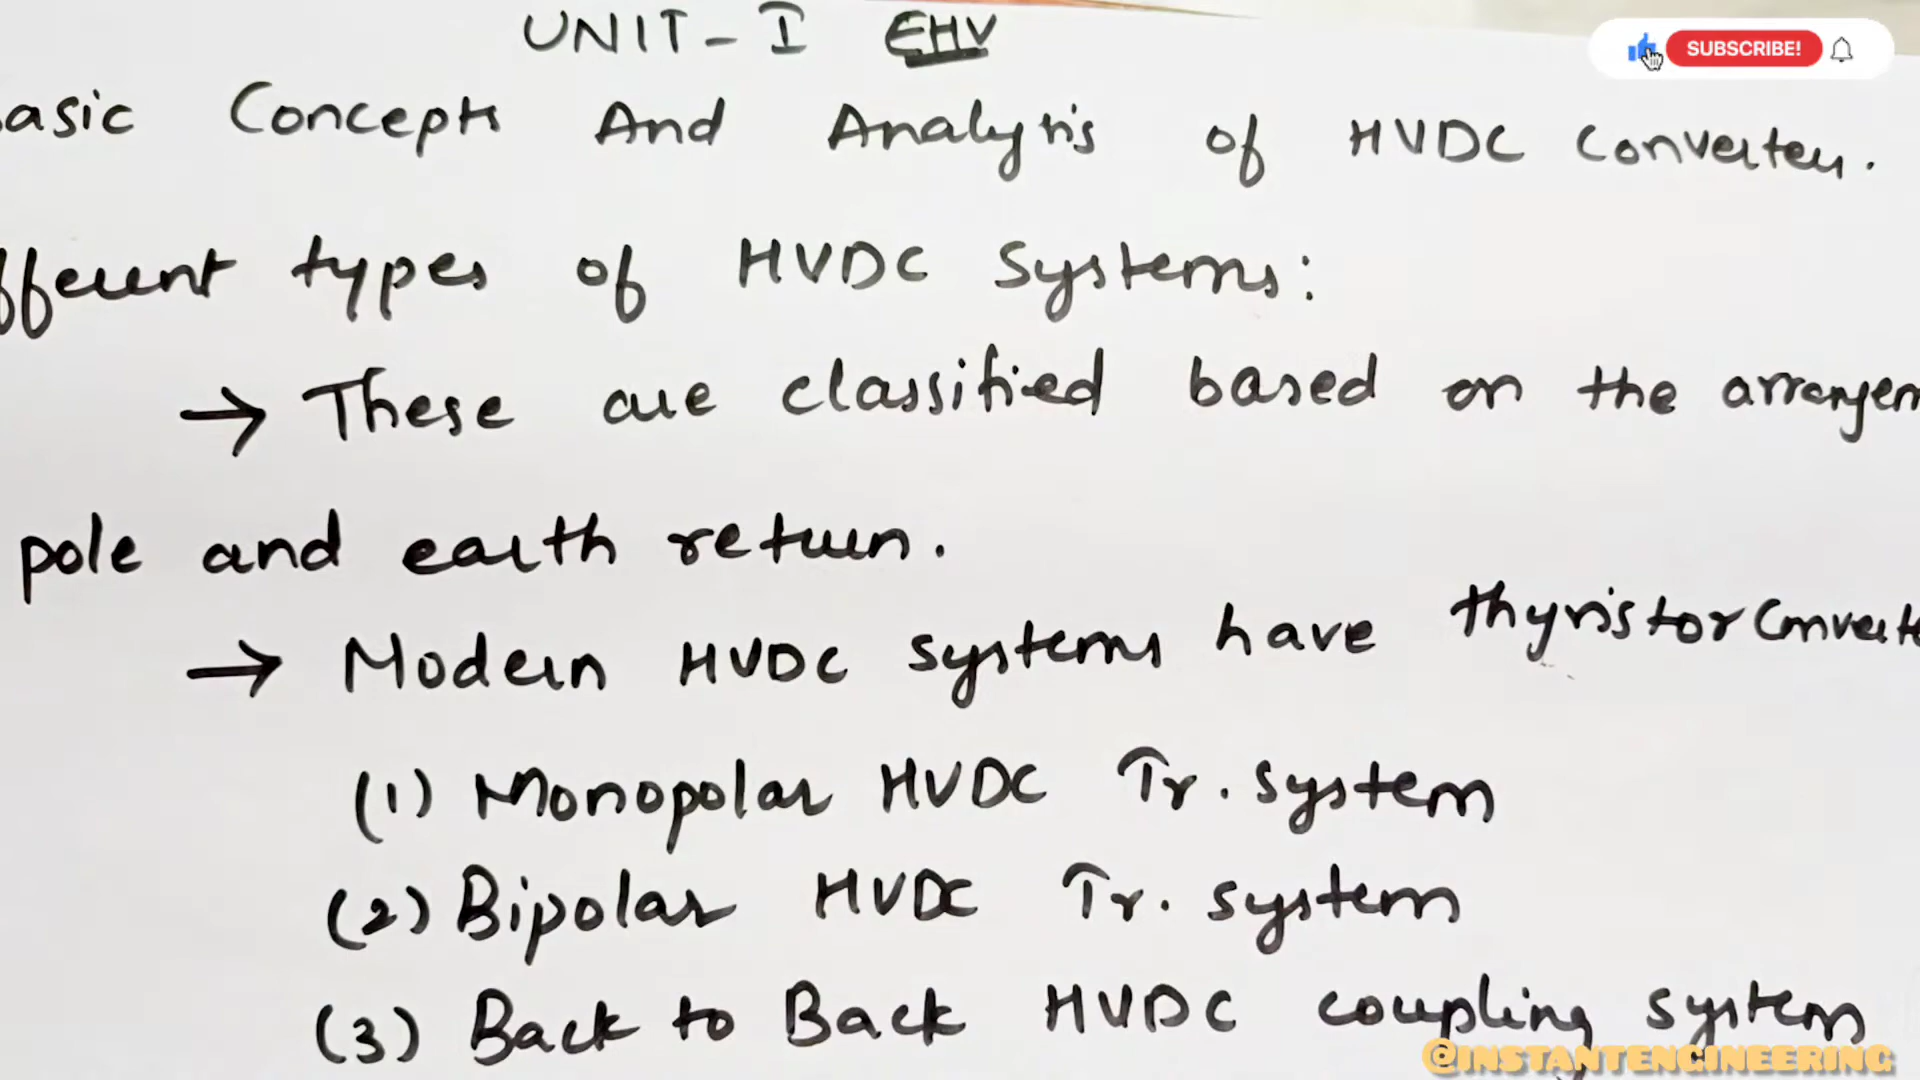 UNIT-I EHV
SUBSCRIBE!
asic Concepts And Analysis of HVDC Converters.
fferent types of HVDC Systems:
→ These are classified based on the arrangem
pole and earth return.
→ Modern HVDC systems have thyristor Converte
(1) Monopolar HVDC Tr. system
(2) Bipolar HVDC Tr. system
(3) Back to Back HVDC coupling system
@INSTANTENGINEERING